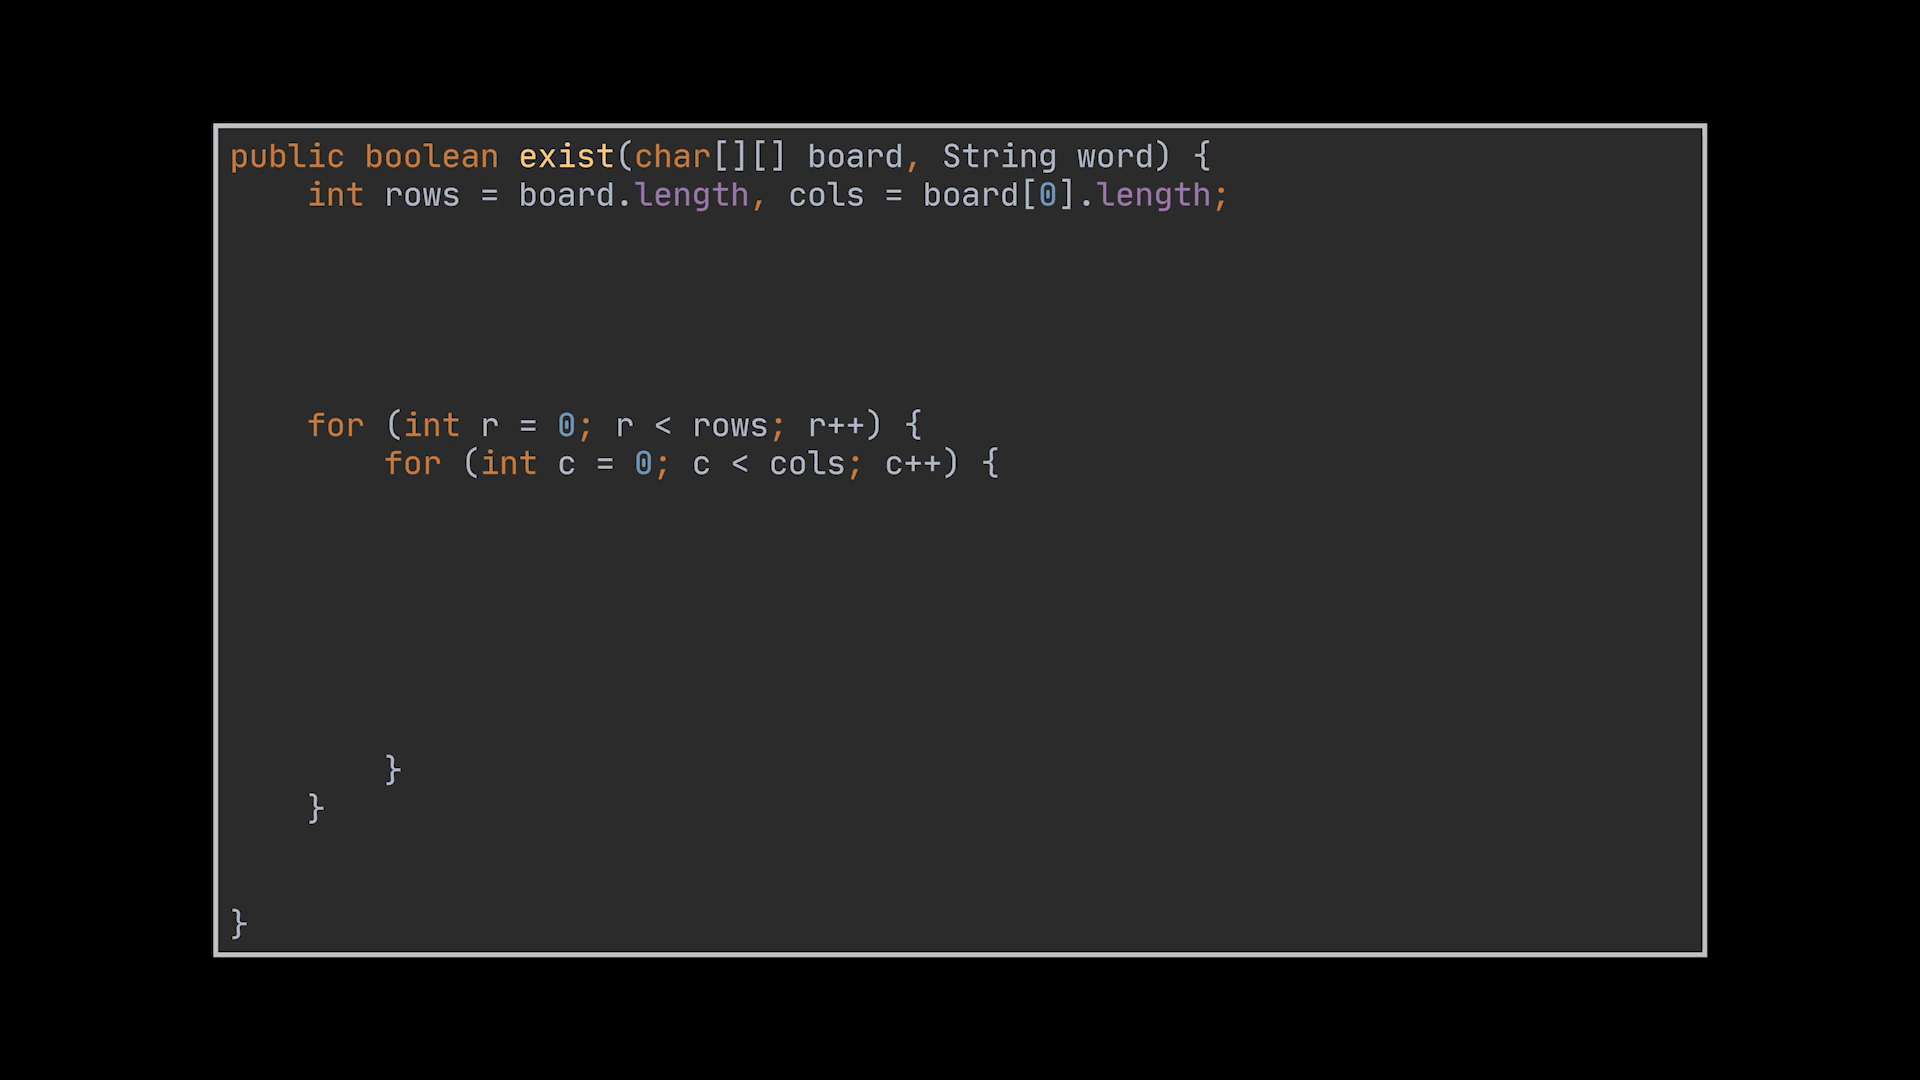 public boolean exist(char[][] board, String word) {
    int rows = board.length, cols = board[0].length;
    for (int r = 0; r < rows; r++) {
        for (int c = 0; c < cols; c++) {
        }
    }
}